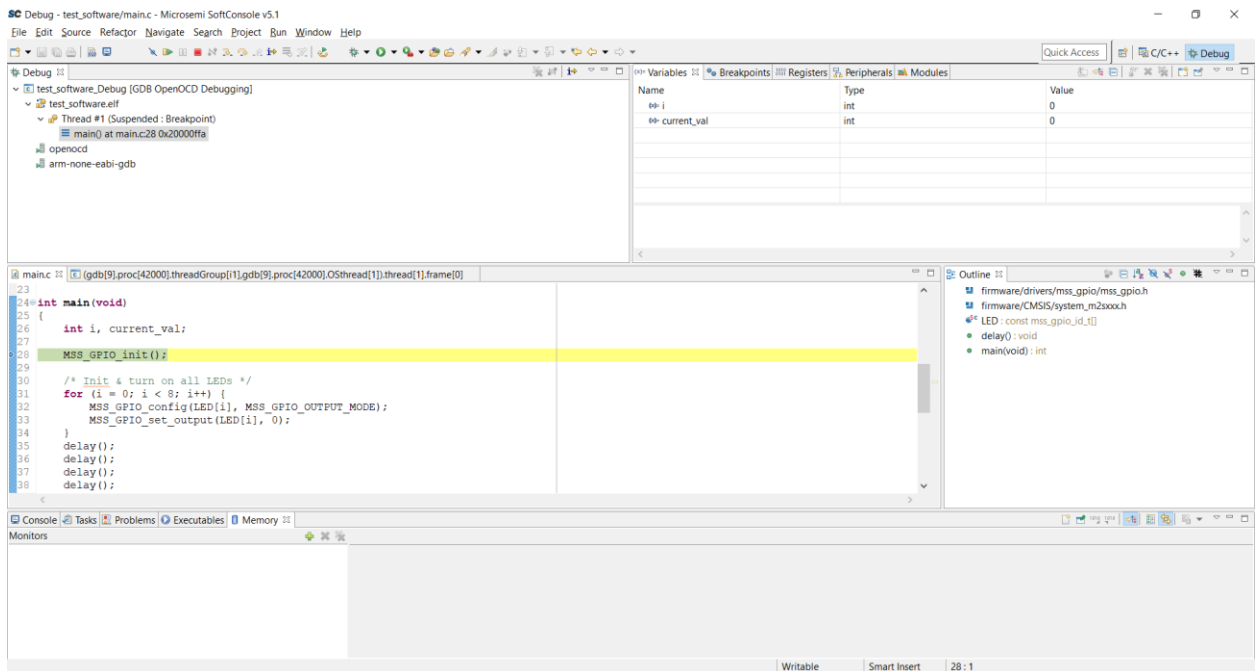 SC Debug - test_software/main.c - Microsemi SoftConsole v5.1
File Edit Source Refactor Navigate Search Project Run Window Help
Quick Access C/C++ Debug
Debug
test_software_Debug [GDB OpenOCD Debugging]
test_software.elf
Thread #1 (Suspended : Breakpoint)
main() at main.c:28 0x20000ffa
openocd
arm-none-eabi-gdb
(x)= Variables Breakpoints Registers Peripherals Modules
Name Type Value
(x)= i int 0
(x)= current_val int 0
main.c (gdb[9].proc[42000].threadGroup[i1],gdb[9].proc[42000].OSthread[1]).thread[1].frame[0]
23
24 int main(void)
25 {
26 int i, current_val;
27
28 MSS_GPIO_init();
29
30 /* Init & turn on all LEDs */
31 for (i = 0; i < 8; i++) {
32 MSS_GPIO_config(LED[i], MSS_GPIO_OUTPUT_MODE);
33 MSS_GPIO_set_output(LED[i], 0);
34 }
35 delay();
36 delay();
37 delay();
38 delay();
Outline
firmware/drivers/mss_gpio/mss_gpio.h
firmware/CMSIS/system_m2sxxx.h
LED : const mss_gpio_id_t[]
delay() : void
main(void) : int
Console Tasks Problems Executables Memory
Monitors
Writable Smart Insert 28 : 1